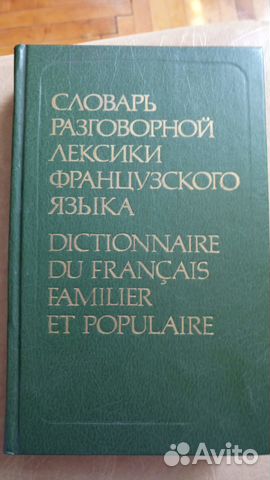 СЛОВАРЬ
РАЗГОВОРНОЙ
ЛЕКСИКИ
ФРАНЦУЗСКОГО
ЯЗЫКА
DICTIONNAIRE
DU FRANÇAIS
FAMILIER
ET POPULAIRE
Avito